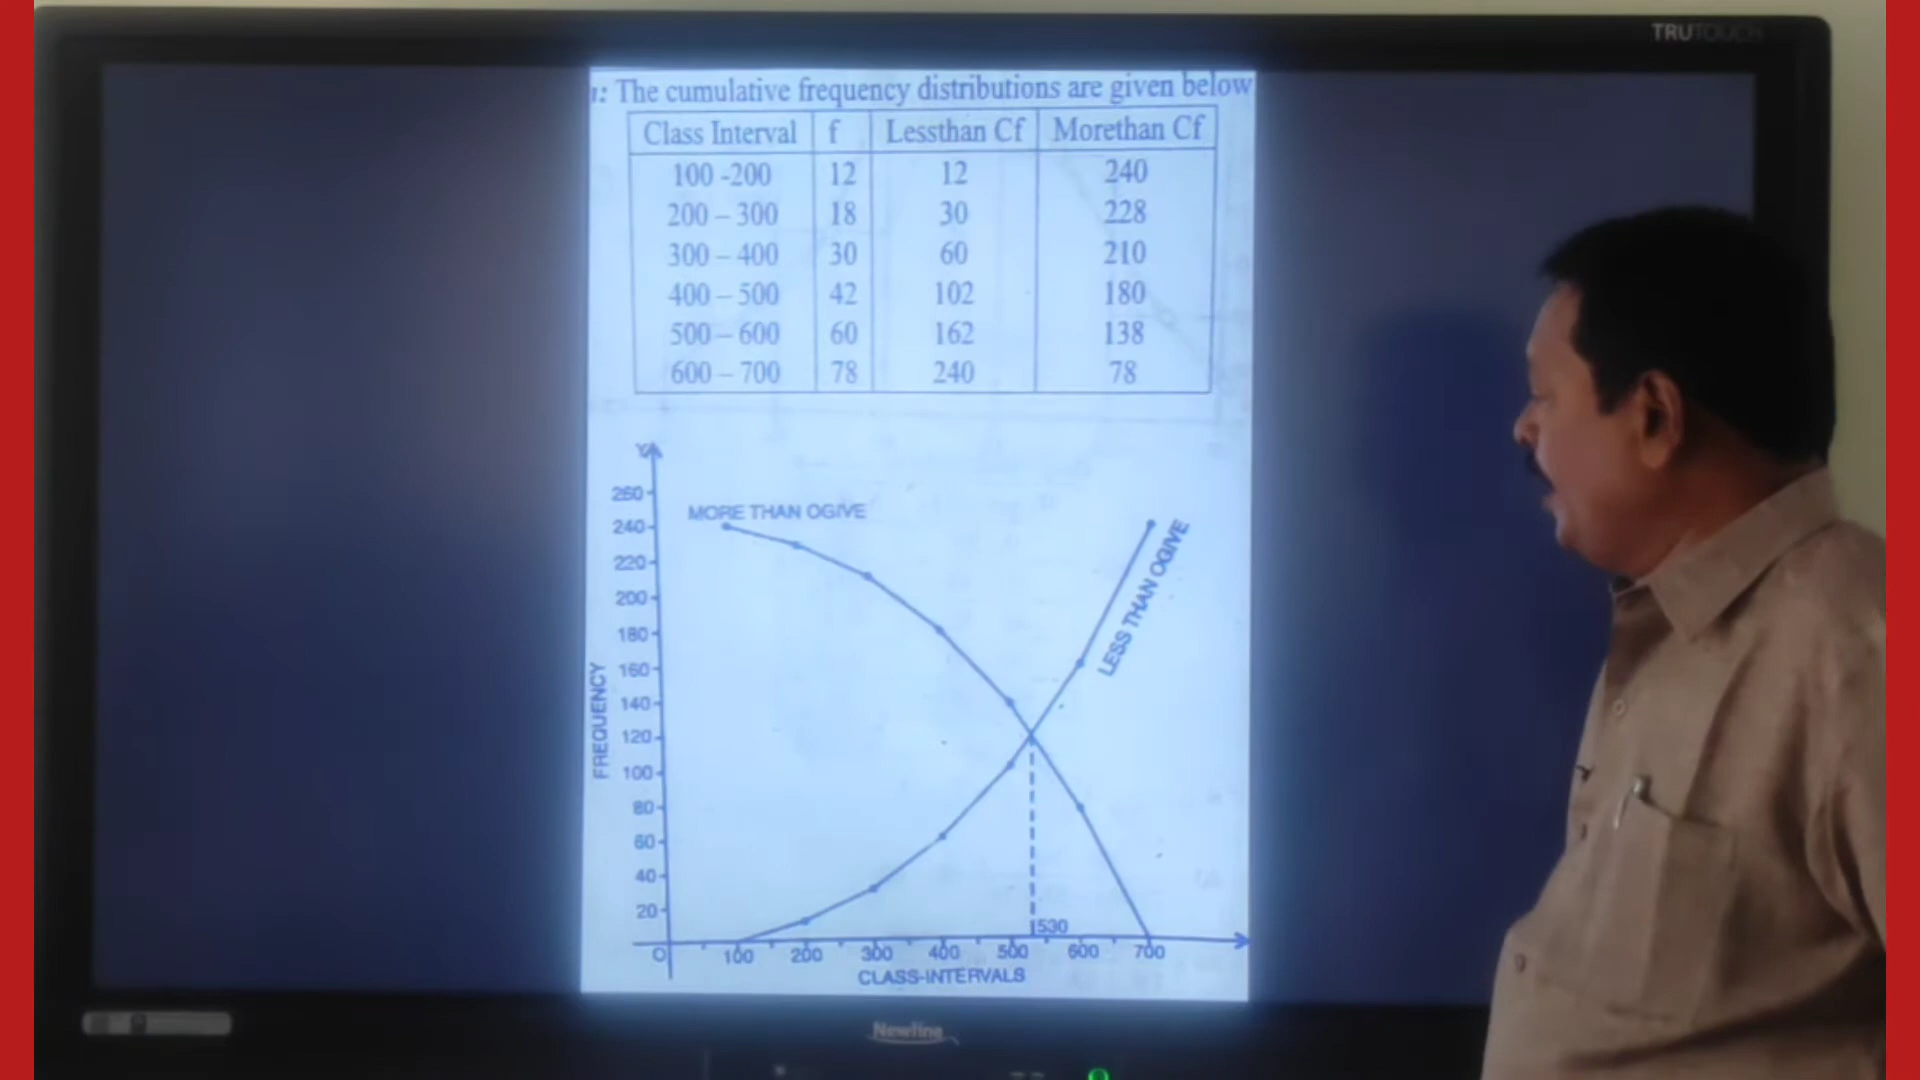 TRUTOUCH
1: The cumulative frequency distributions are given below
Class Interval f Lessthan Cf Morethan Cf
100 -200 12 12 240
200 – 300 18 30 228
300 – 400 30 60 210
400 – 500 42 102 180
500 – 600 60 162 138
600 – 700 78 240 78
Y
260
MORE THAN OGIVE
240
220
200
180
160
140
120
100
80
60
40
20
FREQUENCY
LESS THAN OGIVE
530
O 100 200 300 400 500 600 700
CLASS-INTERVALS
Newline